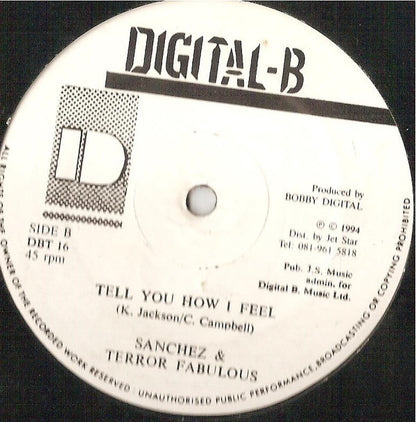 DIGITAL-B
D
Produced by
BOBBY DIGITAL
SIDE B
DBT 16
45 rpm
℗ © 1994
Dist. by Jet Star
Tel: 081-961 5818
Pub. J.S. Music
admin, for
Digital B. Music Ltd.
TELL YOU HOW I FEEL
(K. Jackson/C. Campbell)
SANCHEZ &
TERROR FABULOUS
ALL RIGHTS OF THE OWNER OF THE RECORDED WORK RESERVED · UNAUTHORISED PUBLIC PERFORMANCE, BROADCASTING OR COPYING PROHIBITED